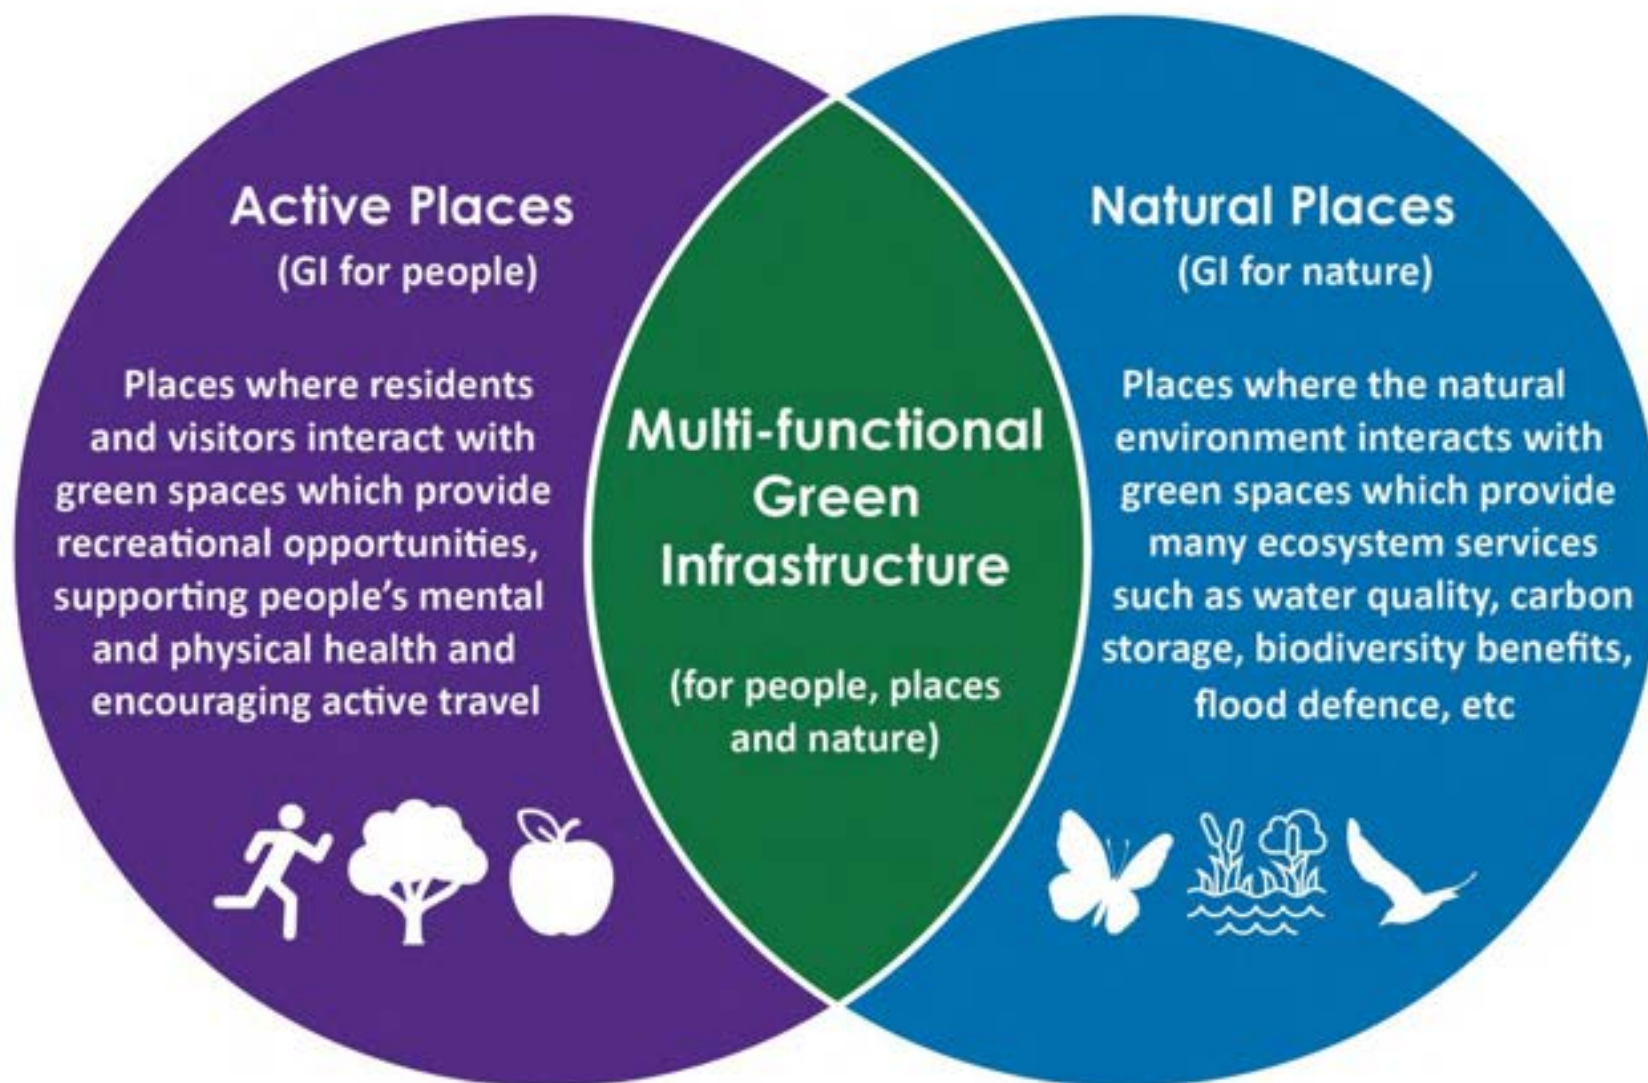 Active Places
(GI for people)
Places where residents
and visitors interact with
green spaces which provide
recreational opportunities,
supporting people’s mental
and physical health and
encouraging active travel
Multi-functional
Green
Infrastructure
(for people, places
and nature)
Natural Places
(GI for nature)
Places where the natural
environment interacts with
green spaces which provide
many ecosystem services
such as water quality, carbon
storage, biodiversity benefits,
flood defence, etc